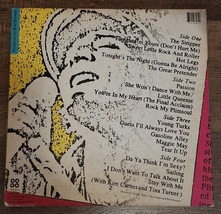 Side One
The Stripper
Tonight I'm Yours (Don't Hurt Me)
Sweet Little Rock And Roller
Hot Legs
Tonight's The Night (Gonna Be Alright)
The Great Pretender
Side Two
Passion
She Won't Dance With Me/
Little Queenie
You're In My Heart (The Final Acclaim)
Rock My Plimsoul
Side Three
Young Turks
Guess I'll Always Love You
Gasoline Alley
Maggie May
Tear It Up
Side Four
Da Ya Think I'm Sexy?
Sailing
I Don't Want To Talk About It
Stay With Me
(With Kim Carnes and Tina Turner)